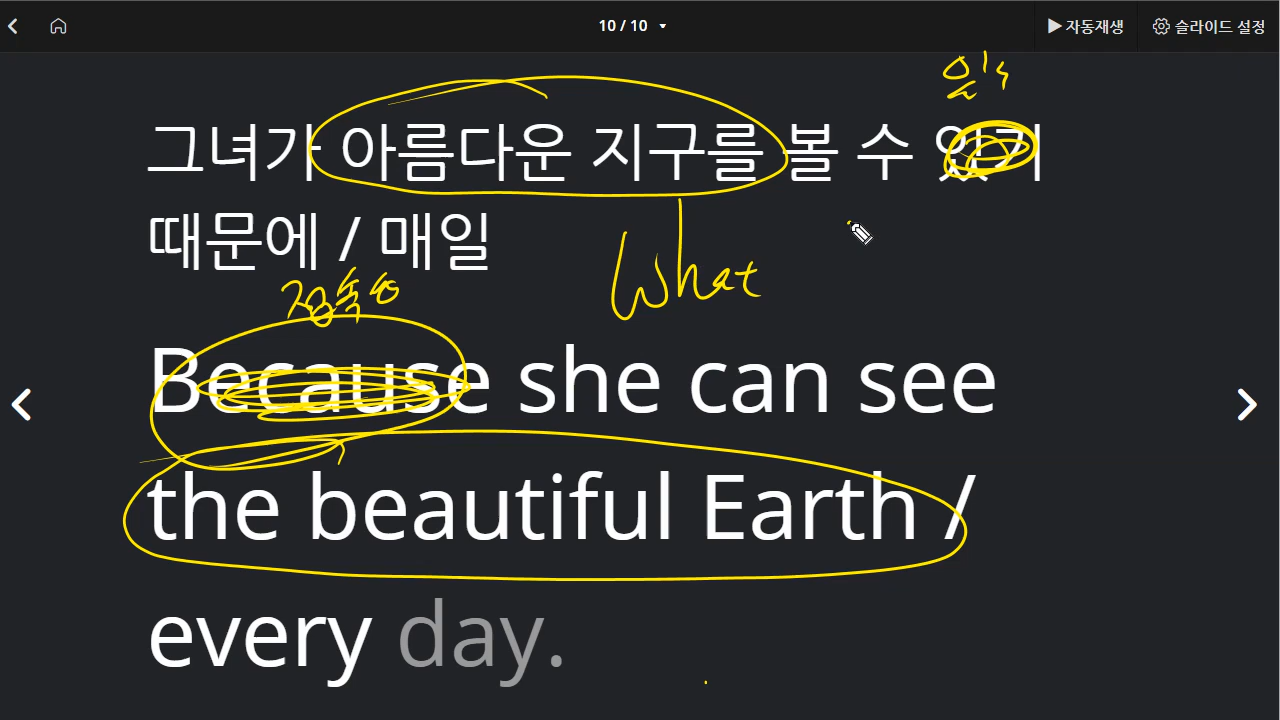 10 / 10
자동재생
슬라이드 설정
그녀가 아름다운 지구를 볼 수 있기
때문에 / 매일
What
접속
Because she can see
the beautiful Earth /
every day.